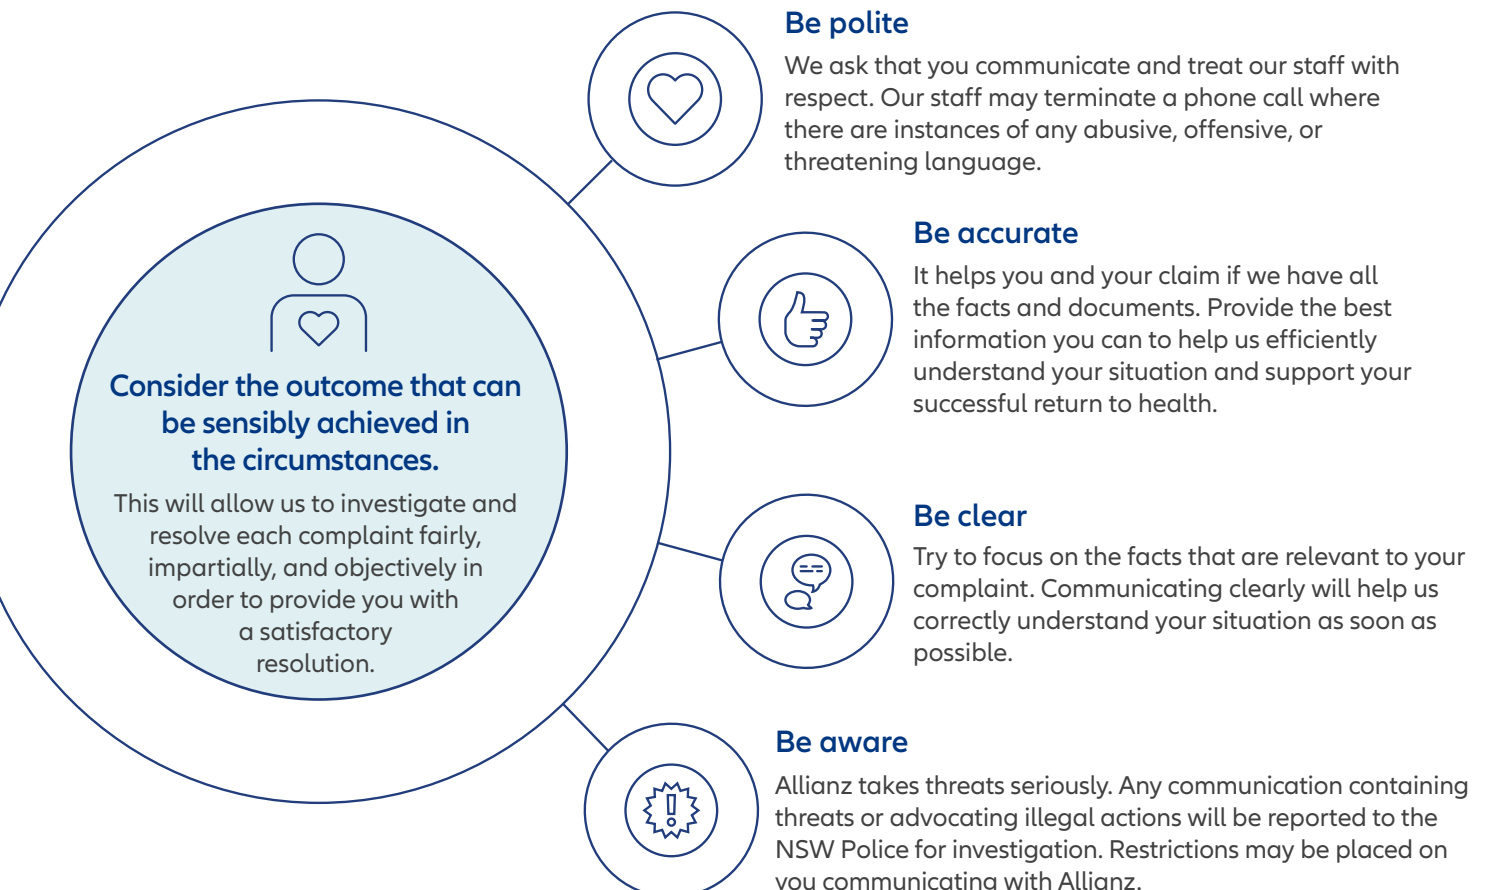 Be polite
We ask that you communicate and treat our staff with
respect. Our staff may terminate a phone call where
there are instances of any abusive, offensive, or
threatening language.
Be accurate
It helps you and your claim if we have all
the facts and documents. Provide the best
information you can to help us efficiently
understand your situation and support your
successful return to health.
Consider the outcome that can
be sensibly achieved in
the circumstances.
This will allow us to investigate and
resolve each complaint fairly,
impartially, and objectively in
order to provide you with
a satisfactory
resolution.
Be clear
Try to focus on the facts that are relevant to your
complaint. Communicating clearly will help us
correctly understand your situation as soon as
possible.
Be aware
Allianz takes threats seriously. Any communication containing
threats or advocating illegal actions will be reported to the
NSW Police for investigation. Restrictions may be placed on
you communicating with Allianz.